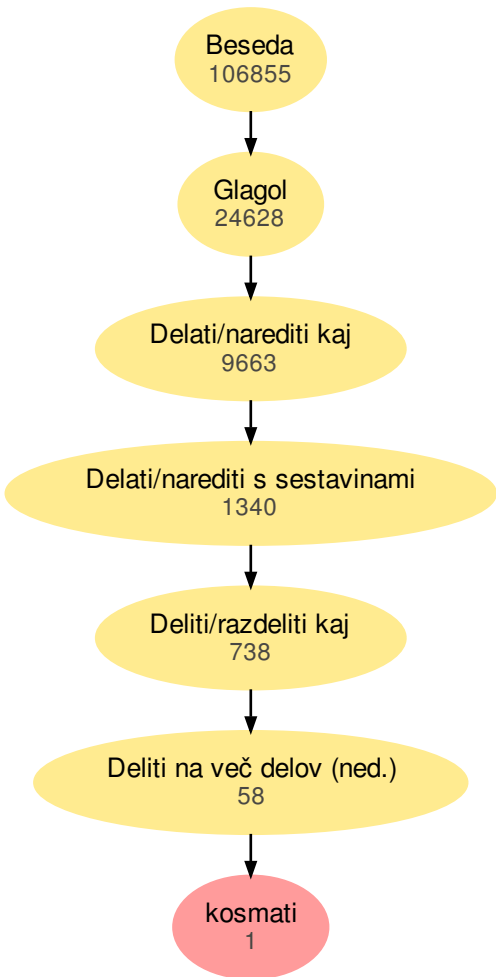 Beseda
106855
Glagol
24628
Delati/narediti kaj
9663
Delati/narediti s sestavinami
1340
Deliti/razdeliti kaj
738
Deliti na več delov (ned.)
58
kosmati
1